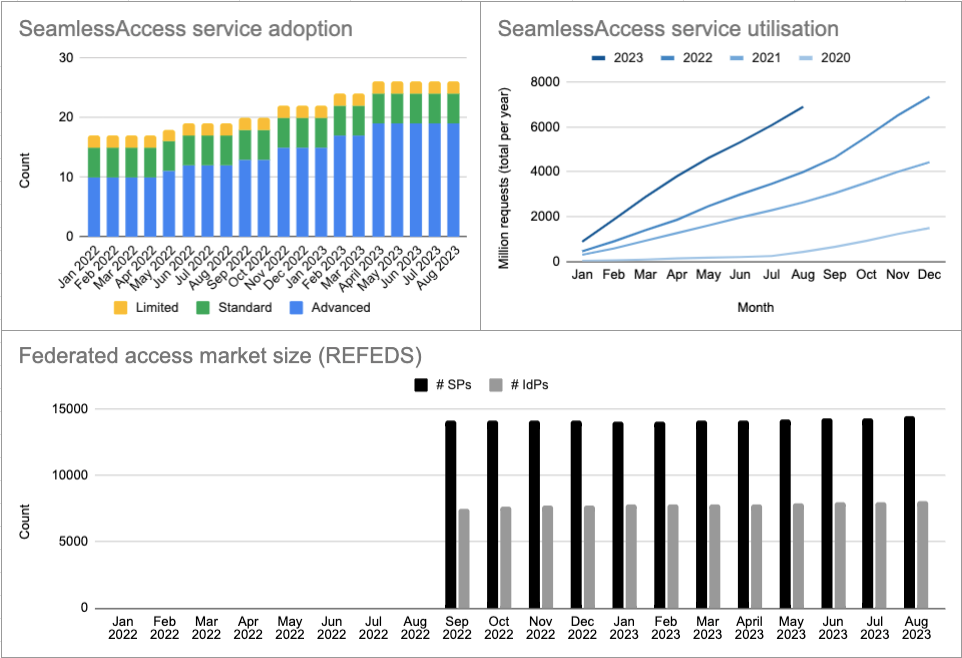 SeamlessAccess service adoption
30
20
10
0
Count
Jan 2022
Feb 2022
Mar 2022
Apr 2022
May 2022
Jun 2022
Jul 2022
Aug 2022
Sep 2022
Oct 2022
Nov 2022
Dec 2022
Jan 2023
Feb 2023
Mar 2023
April 2023
May 2023
Jun 2023
Jul 2023
Aug 2023
Limited Standard Advanced
SeamlessAccess service utilisation
2023 2022 2021 2020
8000
6000
4000
2000
0
Million requests (total per year)
Jan Feb Mar Apr May Jun Jul Aug Sep Oct Nov Dec
Month
Federated access market size (REFEDS)
# SPs # IdPs
15000
10000
5000
0
Count
Jan Feb Mar Apr May Jun Jul Aug Sep Oct Nov Dec Jan Feb Mar April May Jun Jul Aug
2022 2022 2022 2022 2022 2022 2022 2022 2022 2022 2022 2022 2023 2023 2023 2023 2023 2023 2023 2023